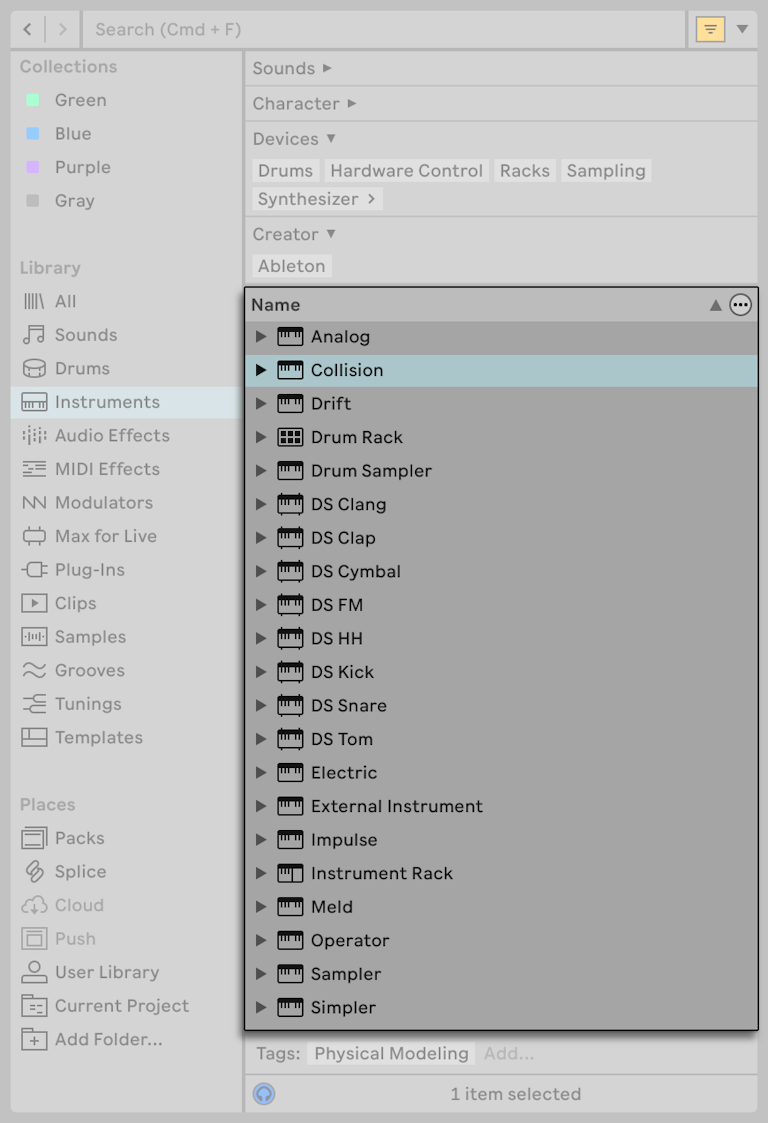 Search (Cmd + F)
Collections
Green
Blue
Purple
Gray
Library
All
Sounds
Drums
Instruments
Audio Effects
MIDI Effects
Modulators
Max for Live
Plug-Ins
Clips
Samples
Grooves
Tunings
Templates
Places
Packs
Splice
Cloud
Push
User Library
Current Project
Add Folder...
Sounds
Character
Devices
Drums Hardware Control Racks Sampling
Synthesizer >
Creator
Ableton
Name
Analog
Collision
Drift
Drum Rack
Drum Sampler
DS Clang
DS Clap
DS Cymbal
DS FM
DS HH
DS Kick
DS Snare
DS Tom
Electric
External Instrument
Impulse
Instrument Rack
Meld
Operator
Sampler
Simpler
Tags: Physical Modeling Add...
1 item selected